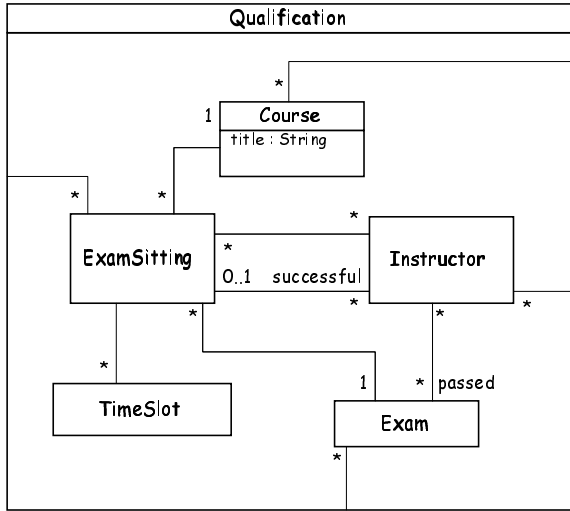 Qualification
*
1
Course
title : String
*
*
*
ExamSitting
*
Instructor
0..1 successful
*
*
*
*
*
1
* passed
TimeSlot
Exam
*